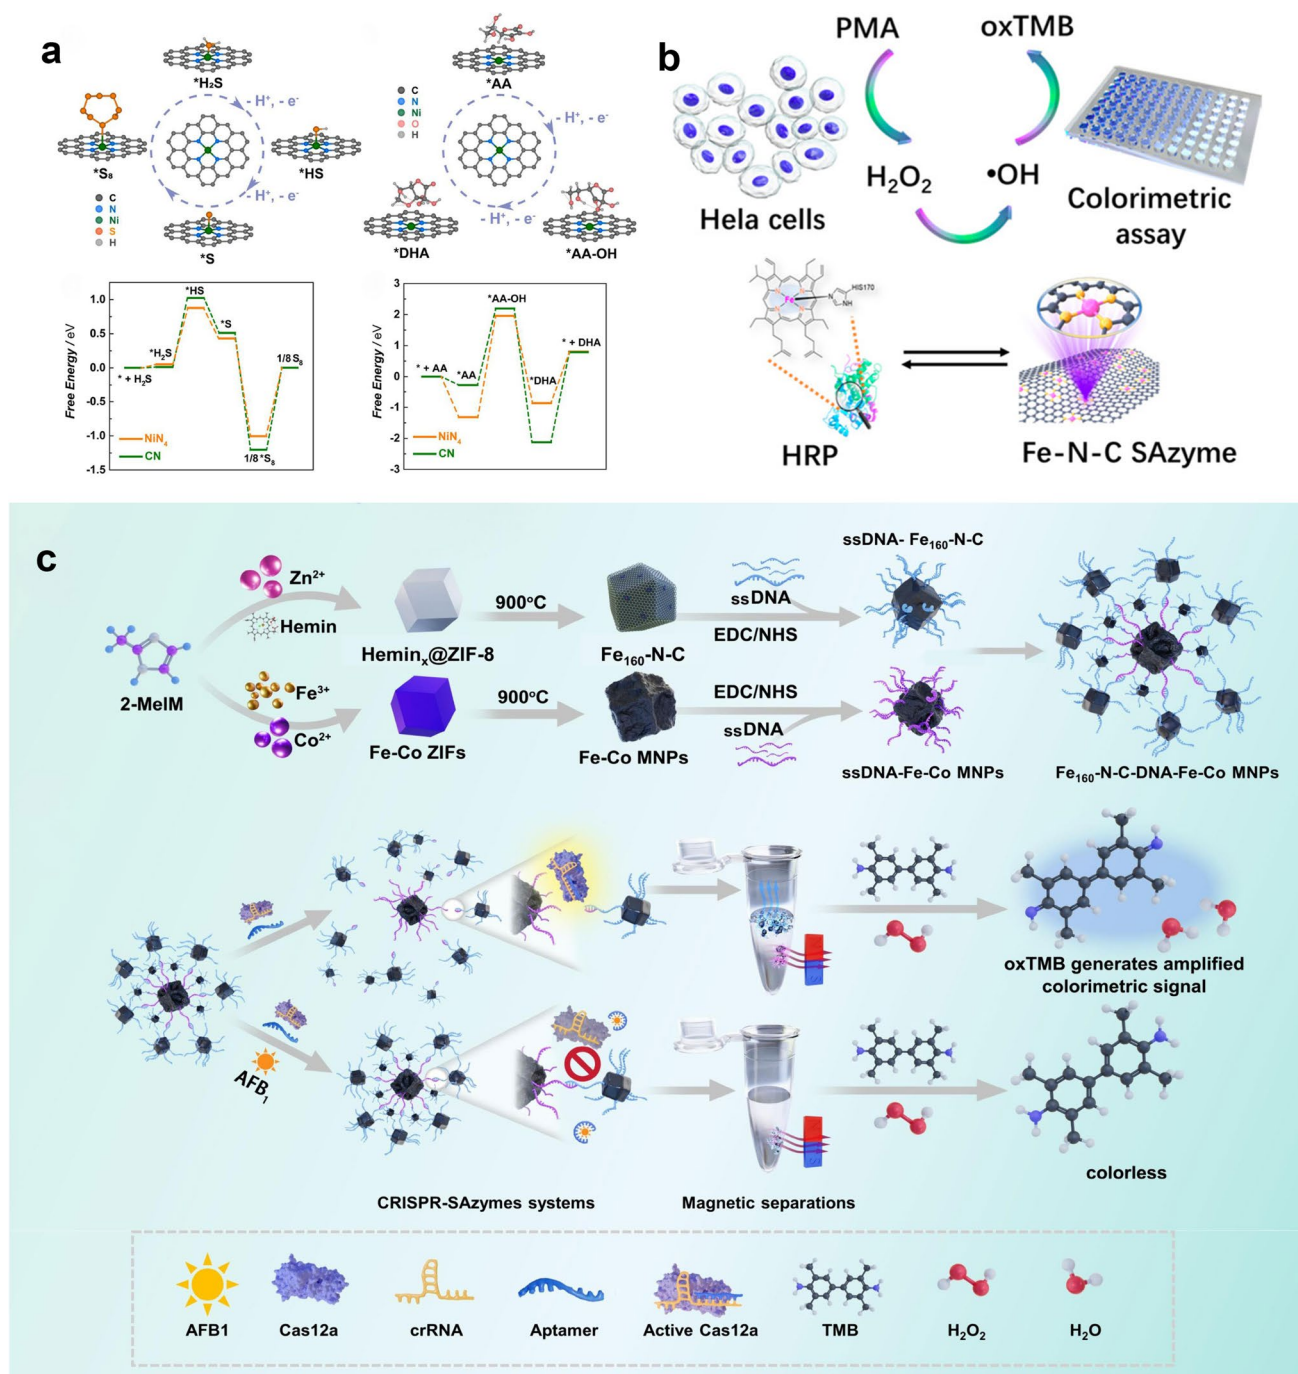 a
*H₂S
- H⁺, - e⁻
*S₈
*HS
- H⁺, - e⁻
C
N
Ni
S
H
*S
*AA
C
N
Ni
O
H
- H⁺, - e⁻
- H⁺, - e⁻
*DHA
*AA-OH
Free Energy / eV
1.0
0.5
0.0
-1.0
-1.5
* + H₂S
*H₂S
*HS
*S
1/8 *S₈
1/8 S₈
NiN₄
CN
Free Energy / eV
3
2
1
0
-1
-2
-3
* + AA
*AA
*AA-OH
*DHA
* + DHA
NiN₄
CN
b
PMA
oxTMB
H₂O₂
•OH
Hela cells
Colorimetric
assay
Fe
HIS170
N
NH
HRP
Fe-N-C SAzyme
c
Zn²⁺
Hemin
2-MeIM
Fe³⁺
Co²⁺
Heminₓ@ZIF-8
Fe-Co ZIFs
900°C
900°C
Fe₁₆₀-N-C
Fe-Co MNPs
ssDNA
EDC/NHS
EDC/NHS
ssDNA
ssDNA- Fe₁₆₀-N-C
ssDNA-Fe-Co MNPs
Fe₁₆₀-N-C-DNA-Fe-Co MNPs
AFB₁
oxTMB generates amplified
colorimetric signal
colorless
CRISPR-SAzymes systems
Magnetic separations
AFB1
Cas12a
crRNA
Aptamer
Active Cas12a
TMB
H₂O₂
H₂O